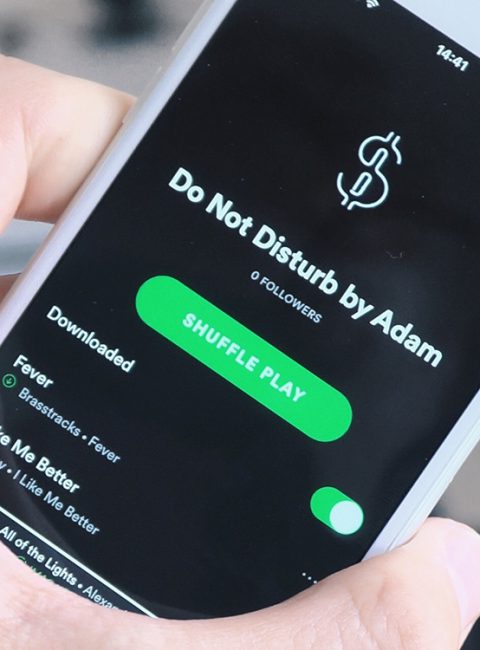 14:41
Do Not Disturb by Adam
0 FOLLOWERS
SHUFFLE PLAY
Downloaded
Fever
Brasstracks • Fever
ke Me Better
y • I Like Me Better
All of the Lights • Alexa